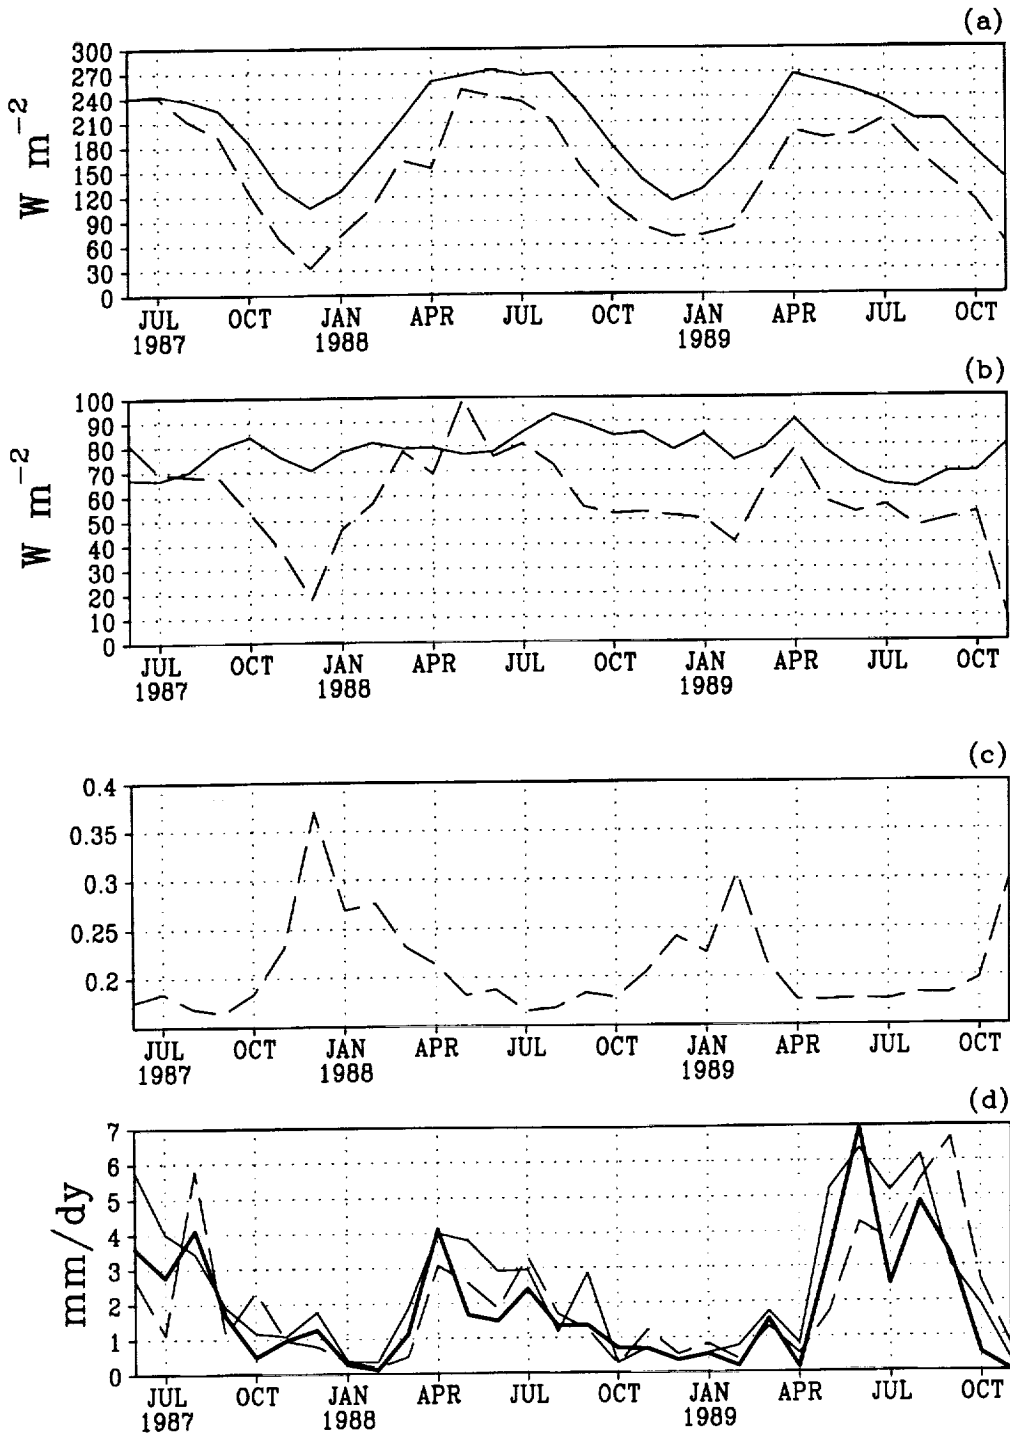 (a)
300
270
240
210
180
150
120
90
60
30
0
W m⁻²
JUL OCT JAN APR JUL OCT JAN APR JUL OCT
1987 1988 1989
(b)
100
90
80
70
60
50
40
30
20
10
0
W m⁻²
JUL OCT JAN APR JUL OCT JAN APR JUL OCT
1987 1988 1989
(c)
0.4
0.35
0.3
0.25
0.2
JUL OCT JAN APR JUL OCT JAN APR JUL OCT
1987 1988 1989
(d)
7
6
5
4
3
2
1
0
mm/dy
JUL OCT JAN APR JUL OCT JAN APR JUL OCT
1987 1988 1989